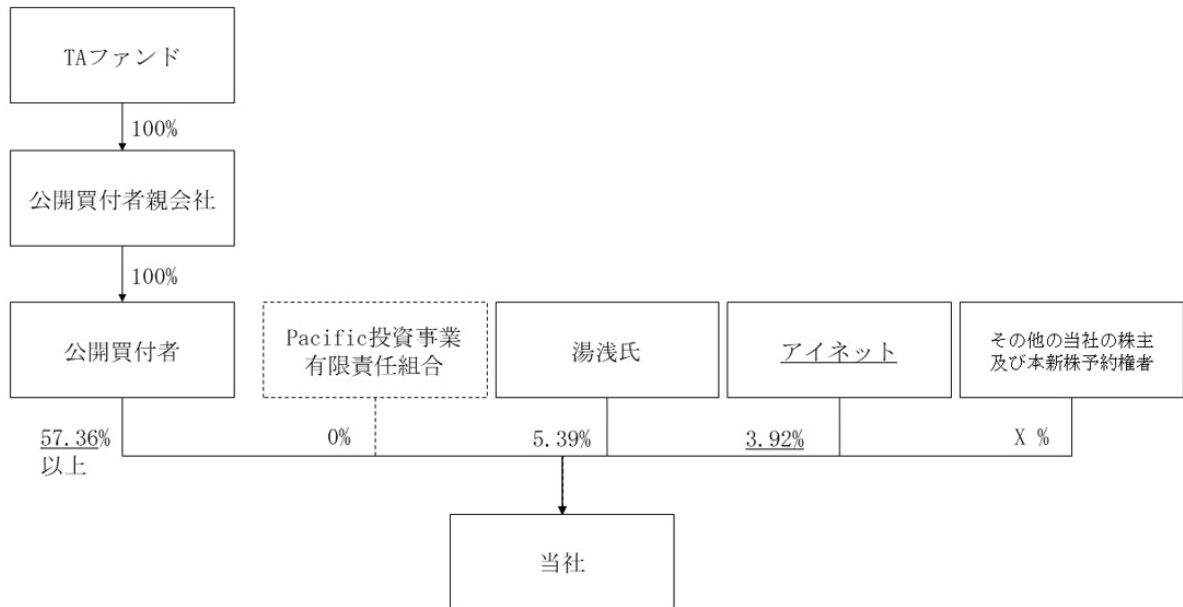 TAファンド
100%
公開買付者親会社
100%
公開買付者
Pacific投資事業
有限責任組合
湯浅氏
アイネット
その他の当社の株主
及び本新株予約権者
57.36%
以上
0%
5.39%
3.92%
X %
当社